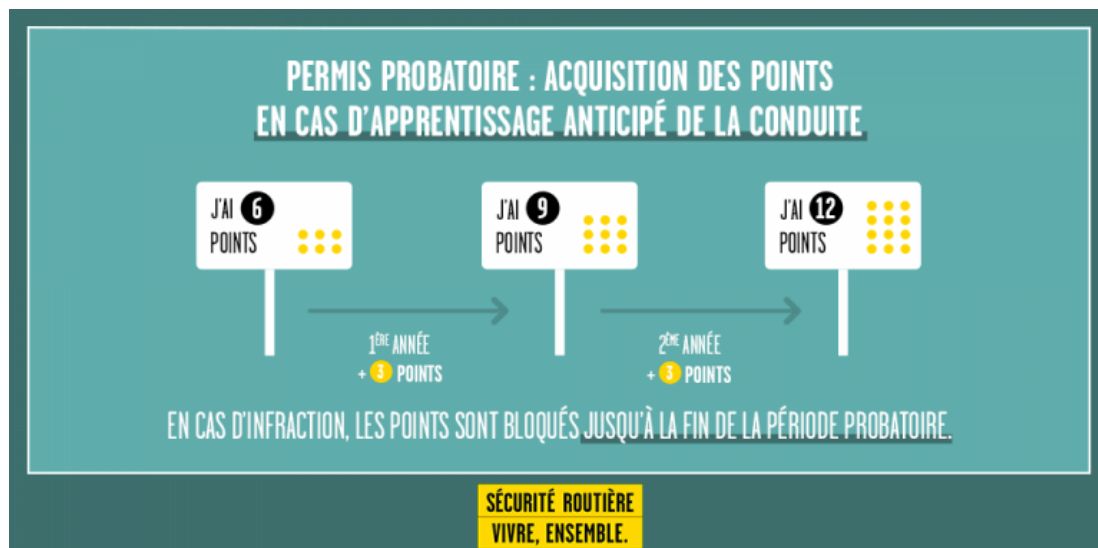 PERMIS PROBATOIRE : ACQUISITION DES POINTS
EN CAS D'APPRENTISSAGE ANTICIPÉ DE LA CONDUITE
J'AI 6
POINTS
J'AI 9
POINTS
J'AI 12
POINTS
1ÈRE ANNÉE
+ 3 POINTS
2ÈME ANNÉE
+ 3 POINTS
EN CAS D'INFRACTION, LES POINTS SONT BLOQUÉS JUSQU'À LA FIN DE LA PÉRIODE PROBATOIRE.
SÉCURITÉ ROUTIÈRE
VIVRE, ENSEMBLE.